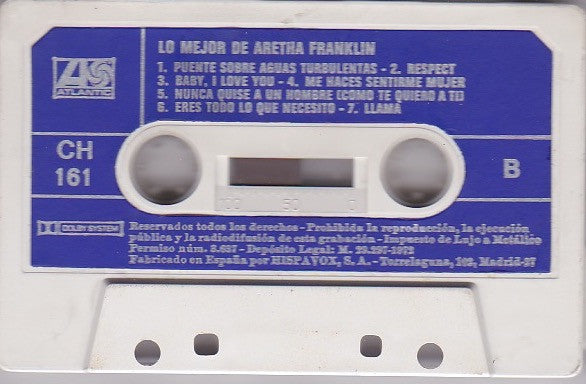 LO MEJOR DE ARETHA FRANKLIN
1. PUENTE SOBRE AGUAS TURBULENTAS - 2. RESPECT
3. BABY, I LOVE YOU - 4. ME HACES SENTIRME MUJER
5. NUNCA QUISE A UN HOMBRE (COMO TE QUIERO A TI)
6. ERES TODO LO QUE NECESITO - 7. LLAMA
ATLANTIC
CH
161
B
100 50 0
DOLBY SYSTEM
Reservados todos los derechos - Prohibida la reproducción, la ejecución
pública y la radiodifusión de esta grabación - Impuesto de Lujo a Metálico
Permiso núm. 3.637 - Depósito Legal: M. 25.297-1972
Fabricado en España por HISPAVOX, S. A. - Torrelaguna, 102, Madrid-27